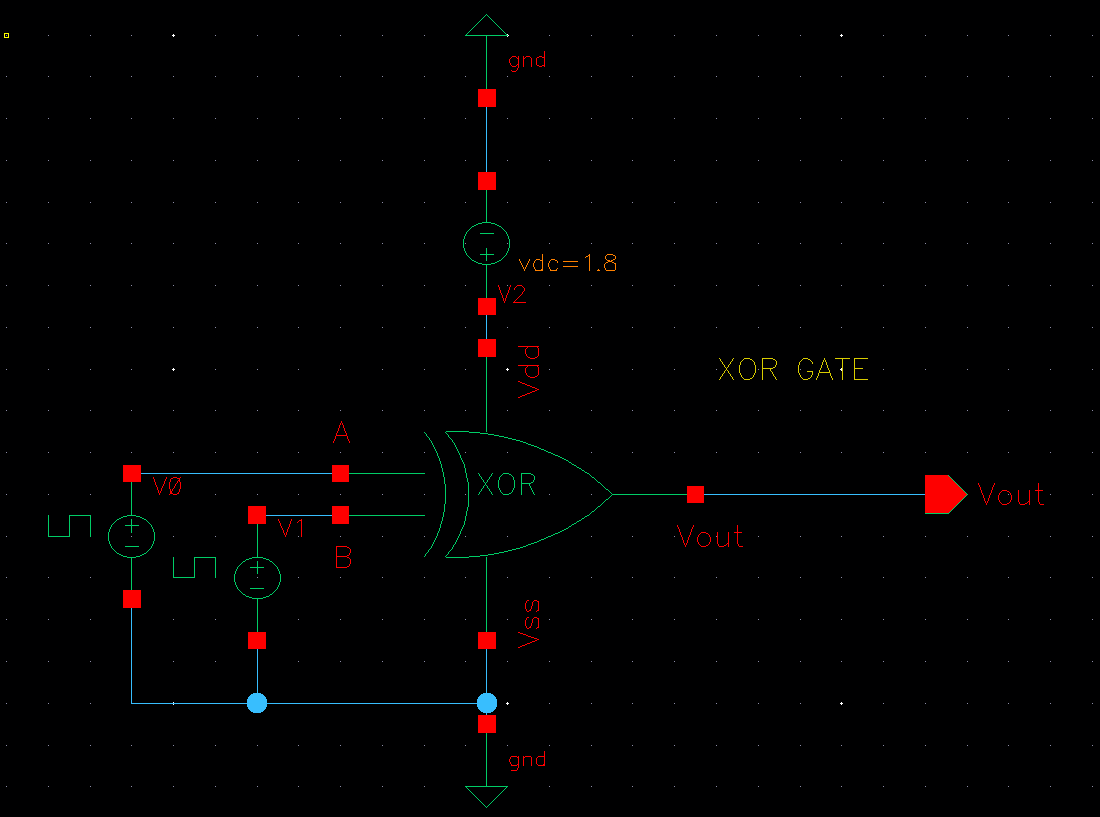 gnd
vdc=1.8
V2
Vdd
XOR GATE
A
V0
XOR
Vout
V1
B
Vout
Vss
gnd